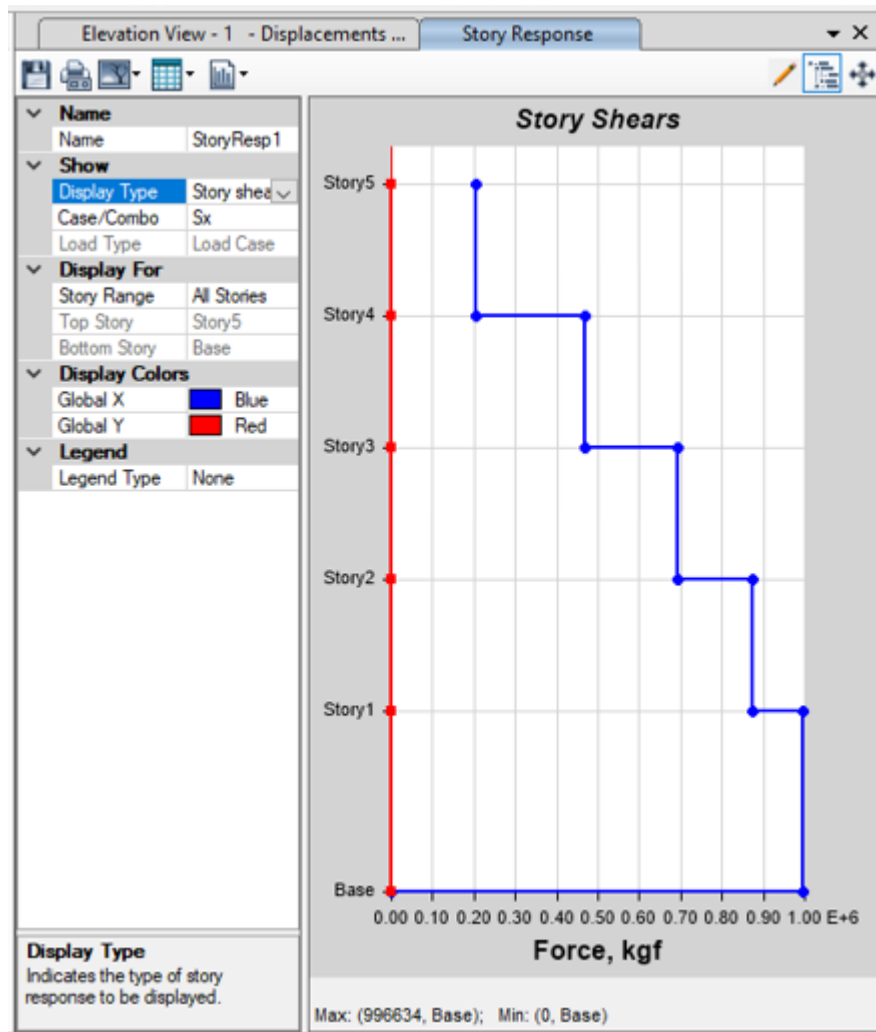 Elevation View - 1 - Displacements ...
Story Response
Name
Name StoryResp1
Show
Display Type Story shea
Case/Combo Sx
Load Type Load Case
Display For
Story Range All Stories
Top Story Story5
Bottom Story Base
Display Colors
Global X Blue
Global Y Red
Legend
Legend Type None
Display Type
Indicates the type of story
response to be displayed.
Story Shears
Story5
Story4
Story3
Story2
Story1
Base
0.00 0.10 0.20 0.30 0.40 0.50 0.60 0.70 0.80 0.90 1.00 E+6
Force, kgf
Max: (996634, Base); Min: (0, Base)